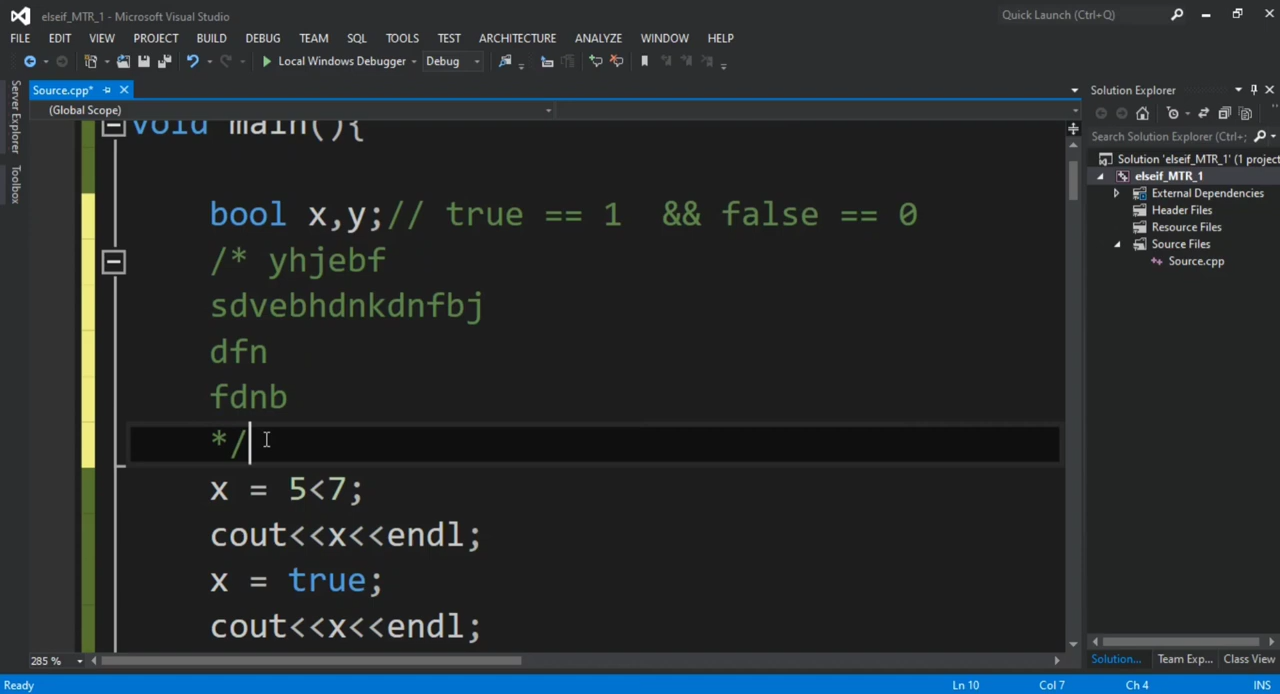 elseif_MTR_1 - Microsoft Visual Studio
Quick Launch (Ctrl+Q)
FILE EDIT VIEW PROJECT BUILD DEBUG TEAM SQL TOOLS TEST ARCHITECTURE ANALYZE WINDOW HELP
Local Windows Debugger Debug
Server Explorer
Toolbox
Source.cpp*
(Global Scope)
void main(){
bool x,y;// true == 1  && false == 0
/* yhjebf
sdvebhdnkdnfbj
dfn
fdnb
*/
x = 5<7;
cout<<x<<endl;
x = true;
cout<<x<<endl;
285 %
Solution Explorer
Search Solution Explorer (Ctrl+;
Solution 'elseif_MTR_1' (1 project
elseif_MTR_1
External Dependencies
Header Files
Resource Files
Source Files
Source.cpp
Solution... Team Exp... Class View
Ready Ln 10 Col 7 Ch 4 INS